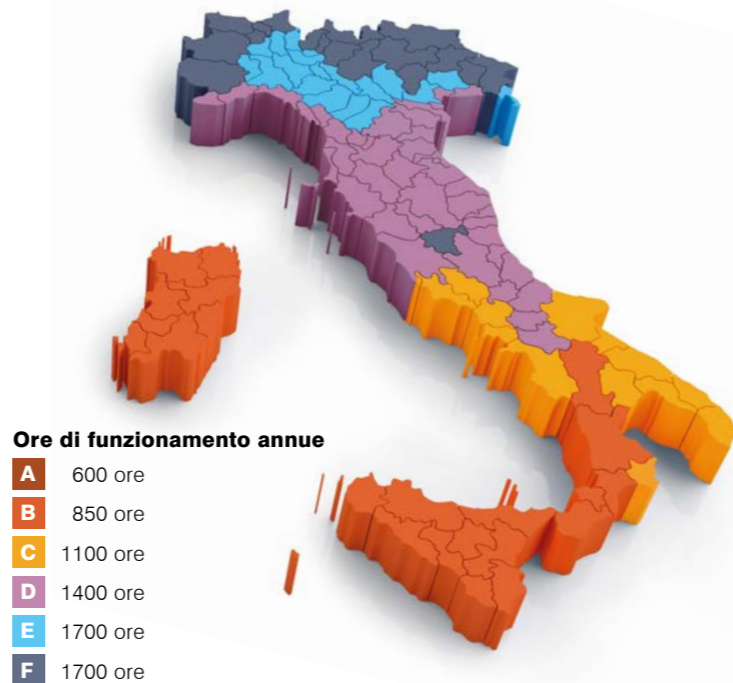 Ore di funzionamento annue
A 600 ore
B 850 ore
C 1100 ore
D 1400 ore
E 1700 ore
F 1700 ore